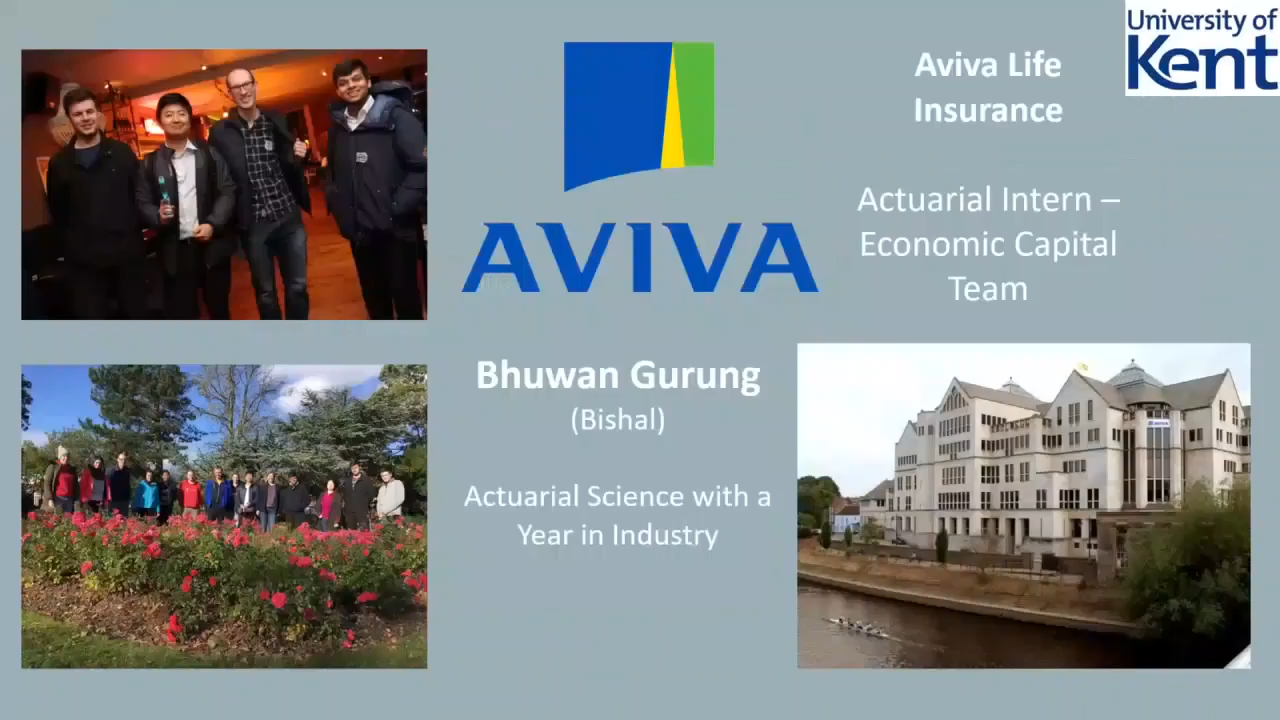 University of
Kent
Aviva Life
Insurance
AVIVA
Actuarial Intern –
Economic Capital
Team
Bhuwan Gurung
(Bishal)
Actuarial Science with a
Year in Industry
AVIVA